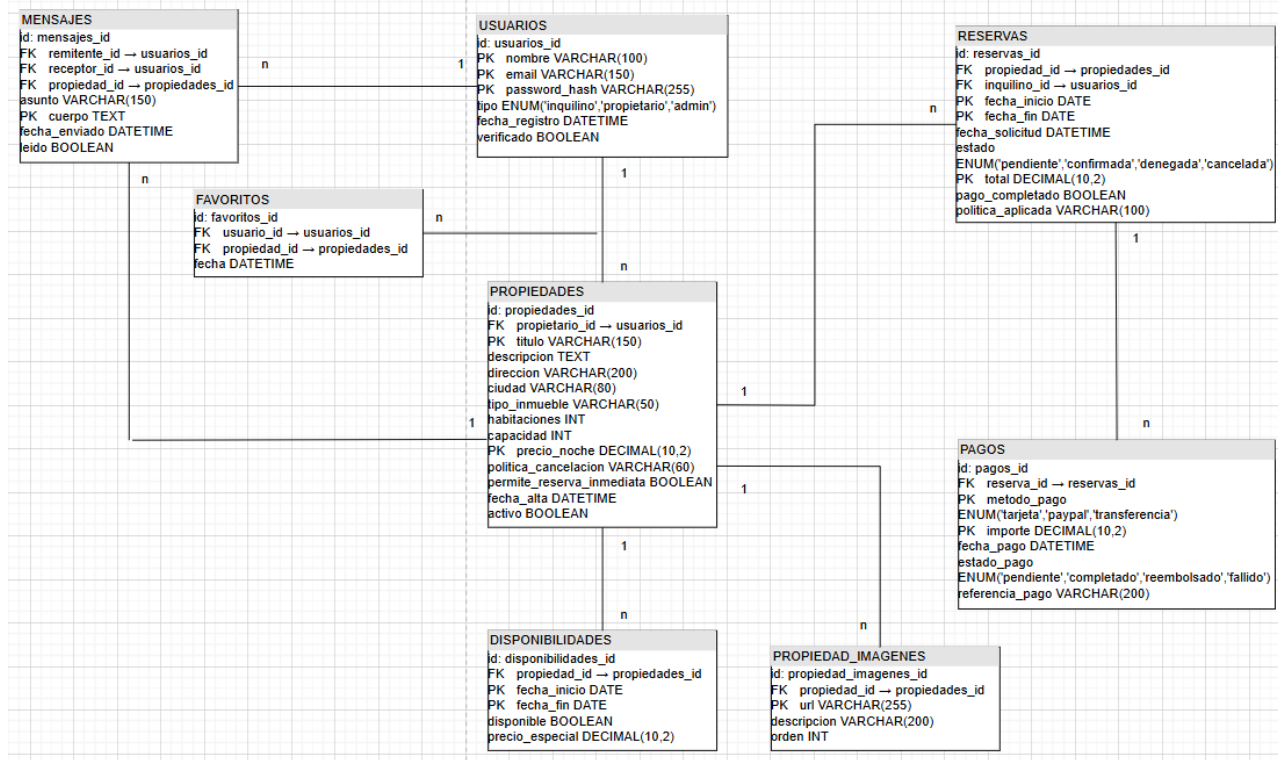 MENSAJES
id: mensajes_id
FK remitente_id → usuarios_id
FK receptor_id → usuarios_id
FK propiedad_id → propiedades_id
asunto VARCHAR(150)
PK cuerpo TEXT
fecha_enviado DATETIME
leido BOOLEAN
n
1
n
USUARIOS
id: usuarios_id
PK nombre VARCHAR(100)
PK email VARCHAR(150)
PK password_hash VARCHAR(255)
tipo ENUM('inquilino','propietario','admin')
fecha_registro DATETIME
verificado BOOLEAN
1
n
RESERVAS
id: reservas_id
FK propiedad_id → propiedades_id
FK inquilino_id → usuarios_id
PK fecha_inicio DATE
PK fecha_fin DATE
fecha_solicitud DATETIME
estado
ENUM('pendiente','confirmada','denegada','cancelada')
PK total DECIMAL(10,2)
pago_completado BOOLEAN
politica_aplicada VARCHAR(100)
n
1
FAVORITOS
id: favoritos_id
FK usuario_id → usuarios_id
FK propiedad_id → propiedades_id
fecha DATETIME
n
PROPIEDADES
id: propiedades_id
FK propietario_id → usuarios_id
PK titulo VARCHAR(150)
descripcion TEXT
direccion VARCHAR(200)
ciudad VARCHAR(80)
tipo_inmueble VARCHAR(50)
habitaciones INT
capacidad INT
PK precio_noche DECIMAL(10,2)
politica_cancelacion VARCHAR(60)
permite_reserva_inmediata BOOLEAN
fecha_alta DATETIME
activo BOOLEAN
1
1
1
1
n
n
n
PAGOS
id: pagos_id
FK reserva_id → reservas_id
PK metodo_pago
ENUM('tarjeta','paypal','transferencia')
PK importe DECIMAL(10,2)
fecha_pago DATETIME
estado_pago
ENUM('pendiente','completado','reembolsado','fallido')
referencia_pago VARCHAR(200)
DISPONIBILIDADES
id: disponibilidades_id
FK propiedad_id → propiedades_id
PK fecha_inicio DATE
PK fecha_fin DATE
disponible BOOLEAN
precio_especial DECIMAL(10,2)
PROPIEDAD_IMAGENES
id: propiedad_imagenes_id
FK propiedad_id → propiedades_id
PK url VARCHAR(255)
descripcion VARCHAR(200)
orden INT